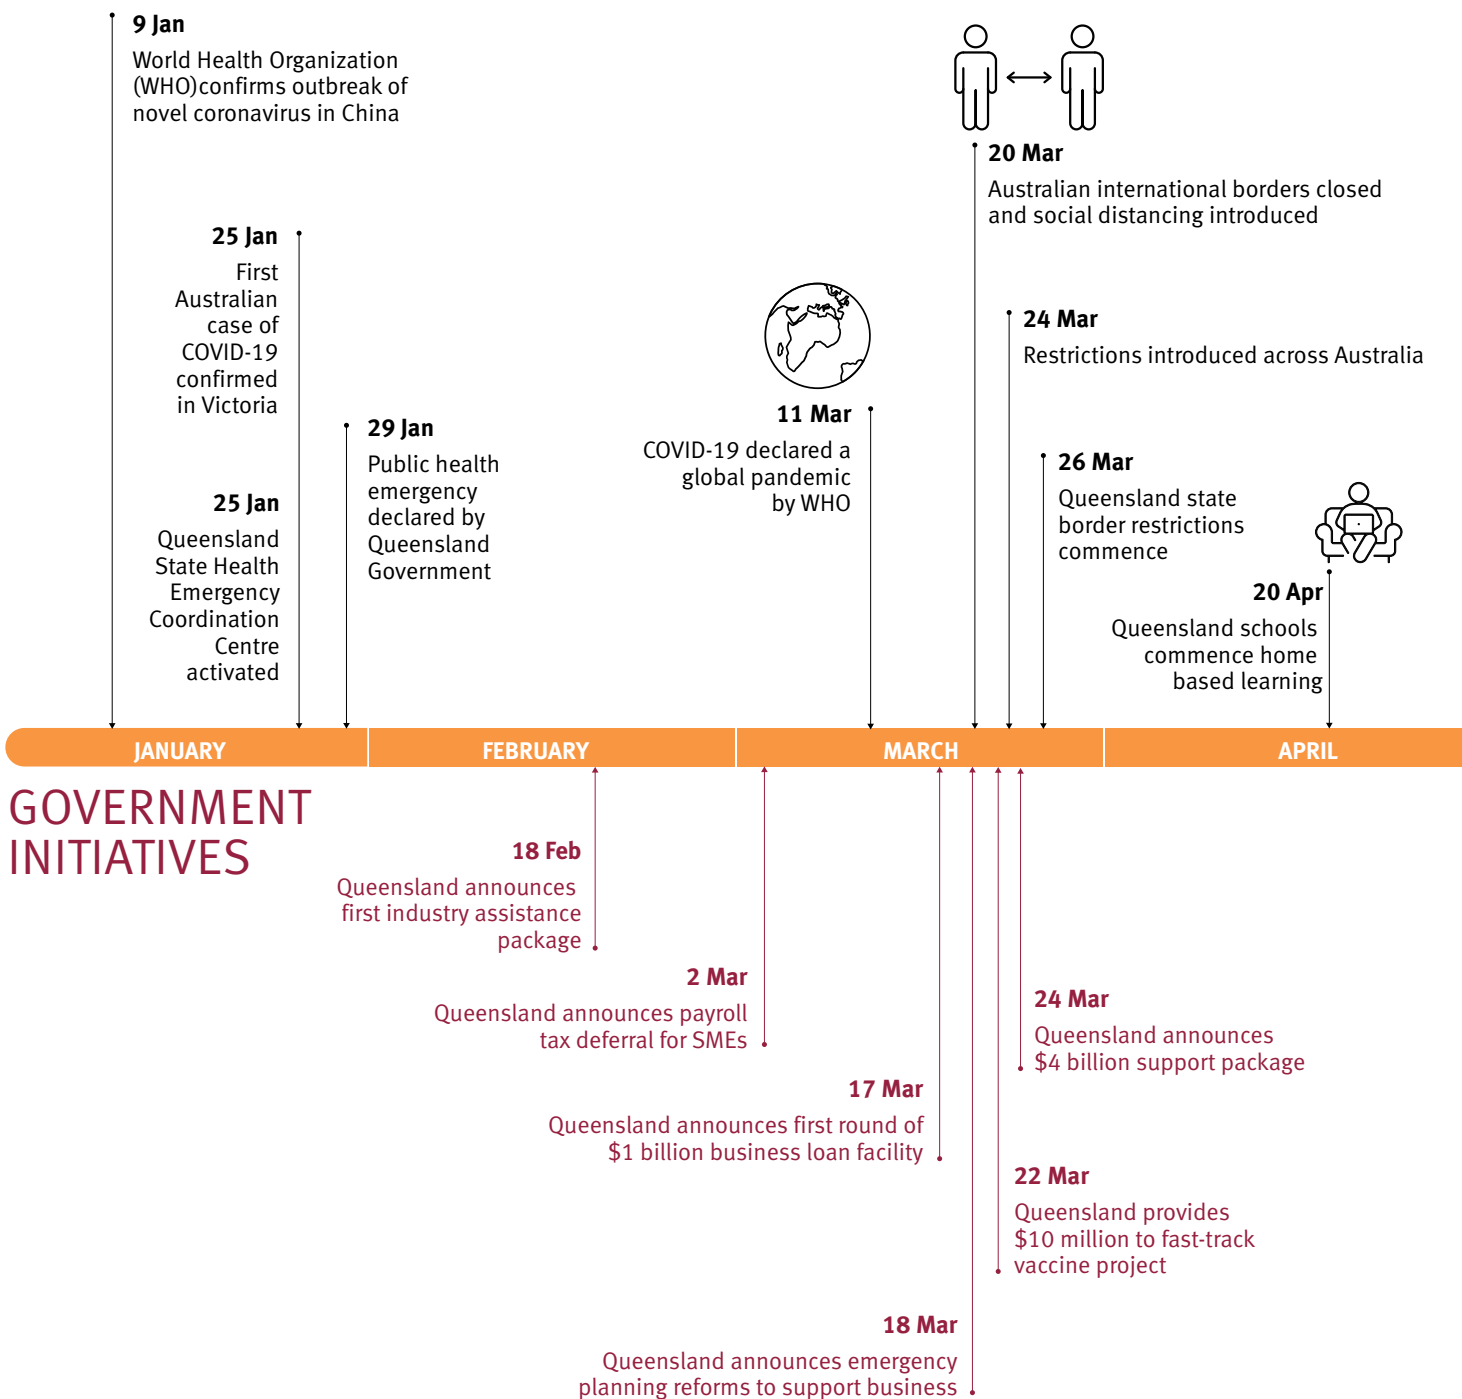 9 Jan
World Health Organization
(WHO)confirms outbreak of
novel coronavirus in China
25 Jan
First
Australian
case of
COVID-19
confirmed
in Victoria
25 Jan
Queensland
State Health
Emergency
Coordination
Centre
activated
29 Jan
Public health
emergency
declared by
Queensland
Government
11 Mar
COVID-19 declared a
global pandemic
by WHO
20 Mar
Australian international borders closed
and social distancing introduced
24 Mar
Restrictions introduced across Australia
26 Mar
Queensland state
border restrictions
commence
20 Apr
Queensland schools
commence home
based learning
JANUARY
FEBRUARY
MARCH
APRIL
GOVERNMENT
INITIATIVES
18 Feb
Queensland announces
first industry assistance
package
2 Mar
Queensland announces payroll
tax deferral for SMEs
17 Mar
Queensland announces first round of
$1 billion business loan facility
18 Mar
Queensland announces emergency
planning reforms to support business
22 Mar
Queensland provides
$10 million to fast-track
vaccine project
24 Mar
Queensland announces
$4 billion support package